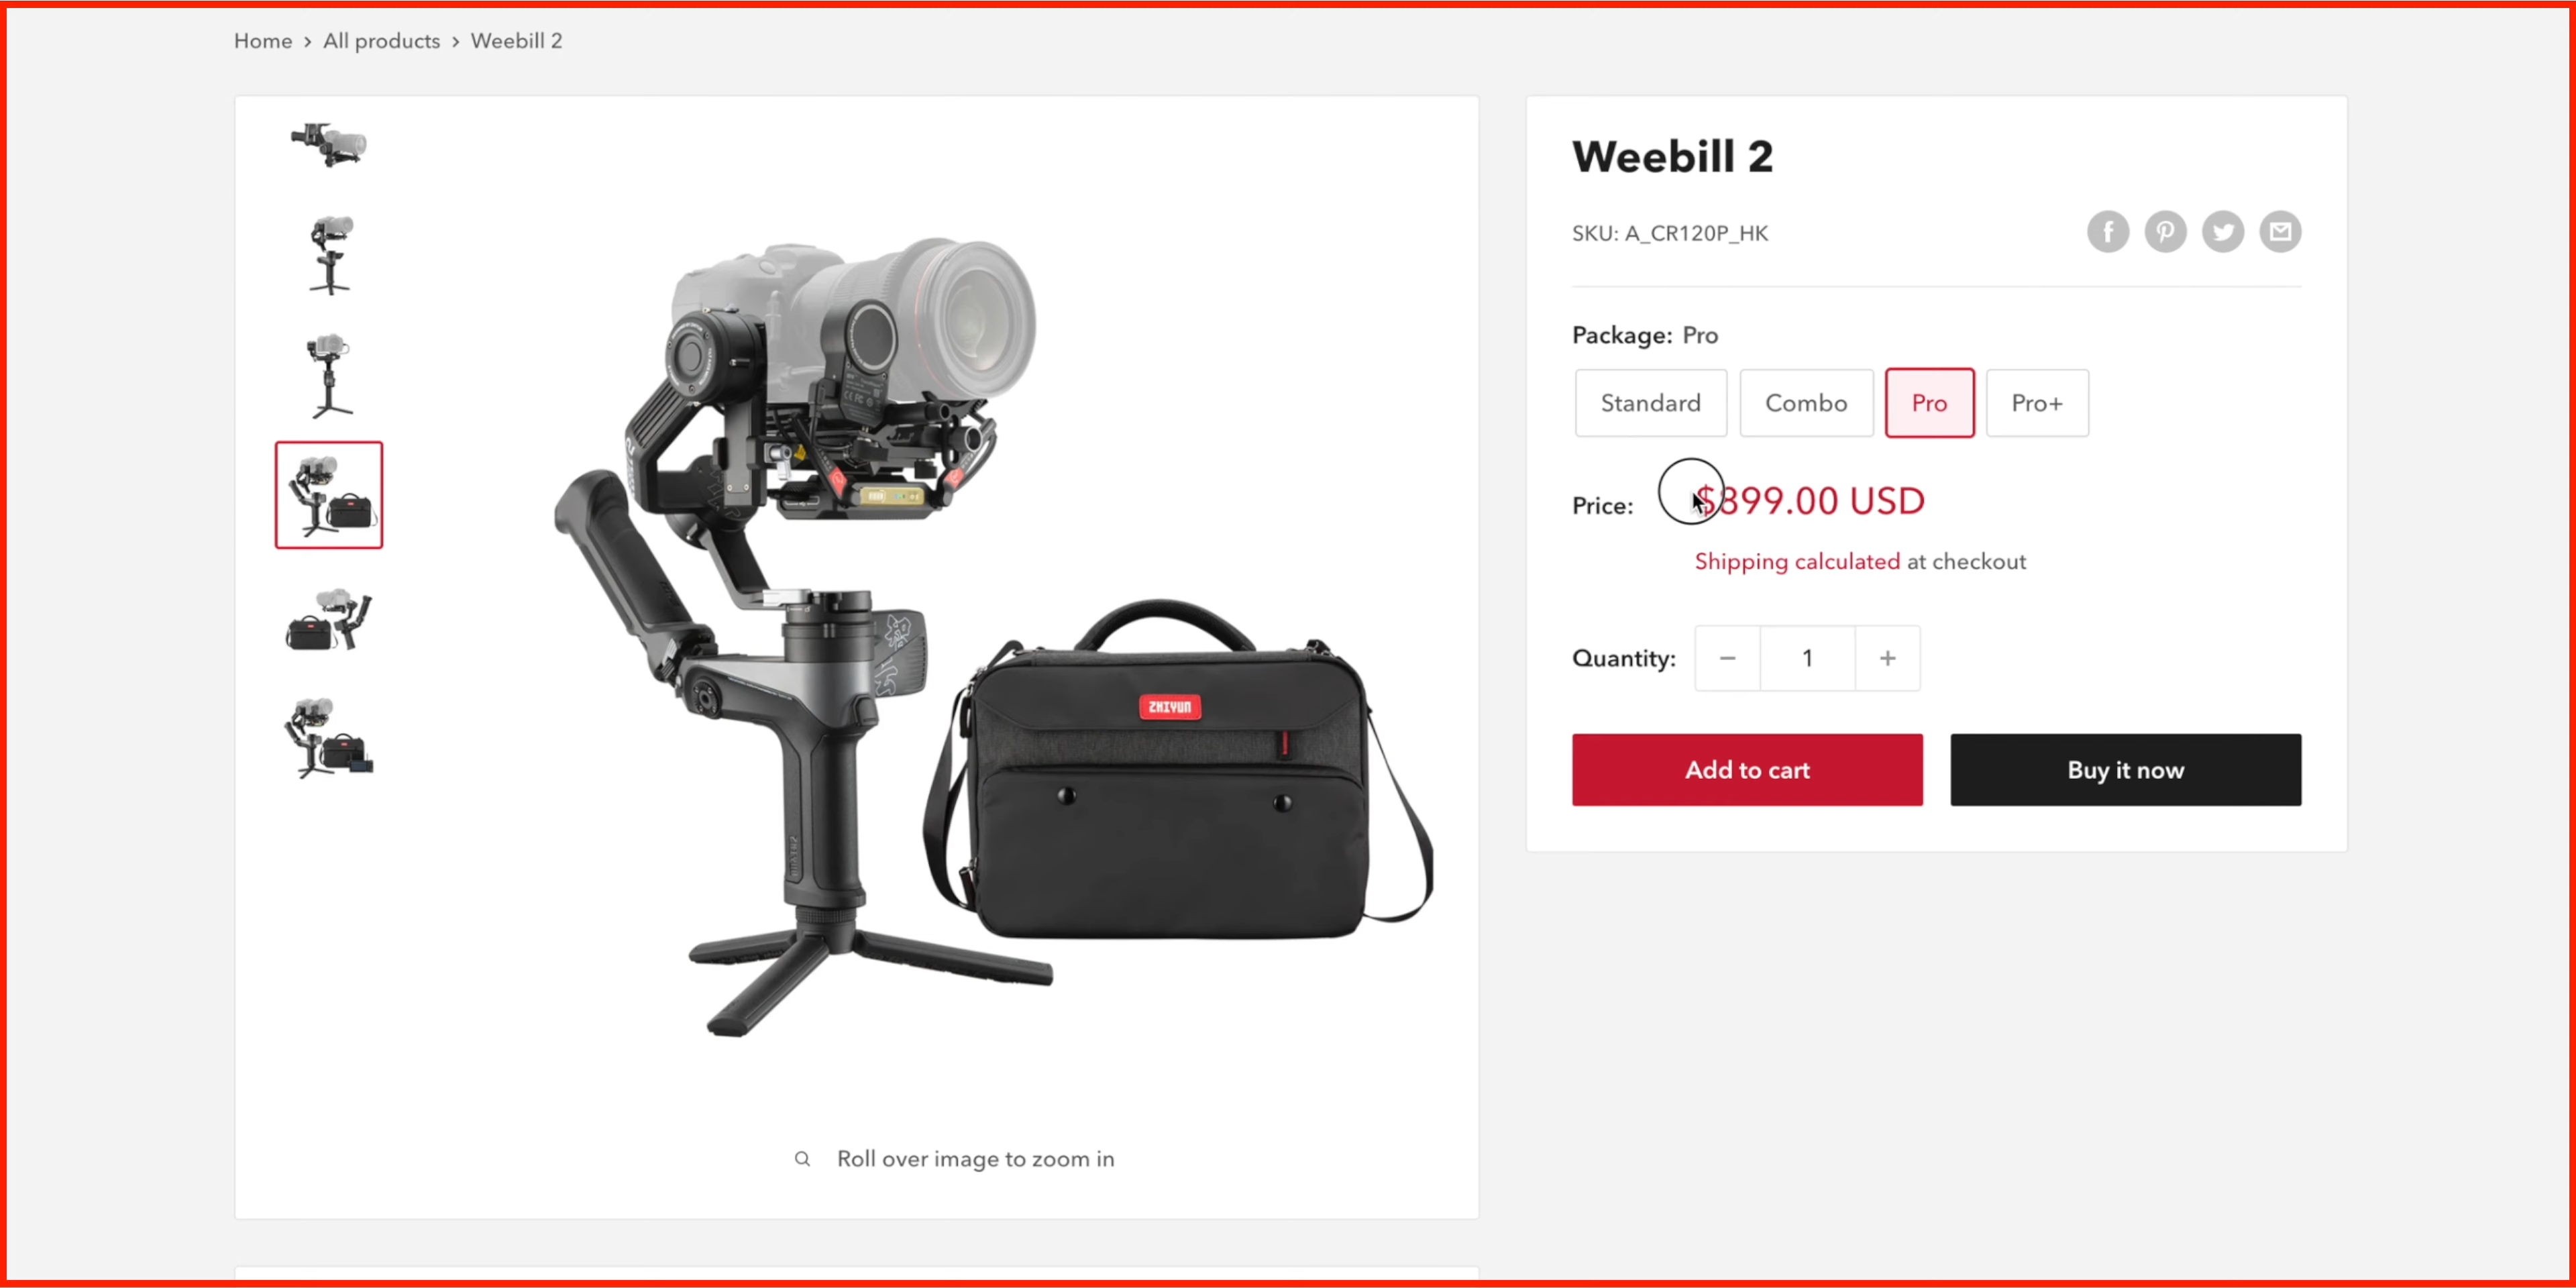 Home > All products > Weebill 2
Weebill 2
SKU: A_CR120P_HK
Package: Pro
Standard
Combo
Pro
Pro+
Price: $899.00 USD
Shipping calculated at checkout
Quantity: − 1 +
Add to cart
Buy it now
ZHIYUN
ZHIYUN
Roll over image to zoom in